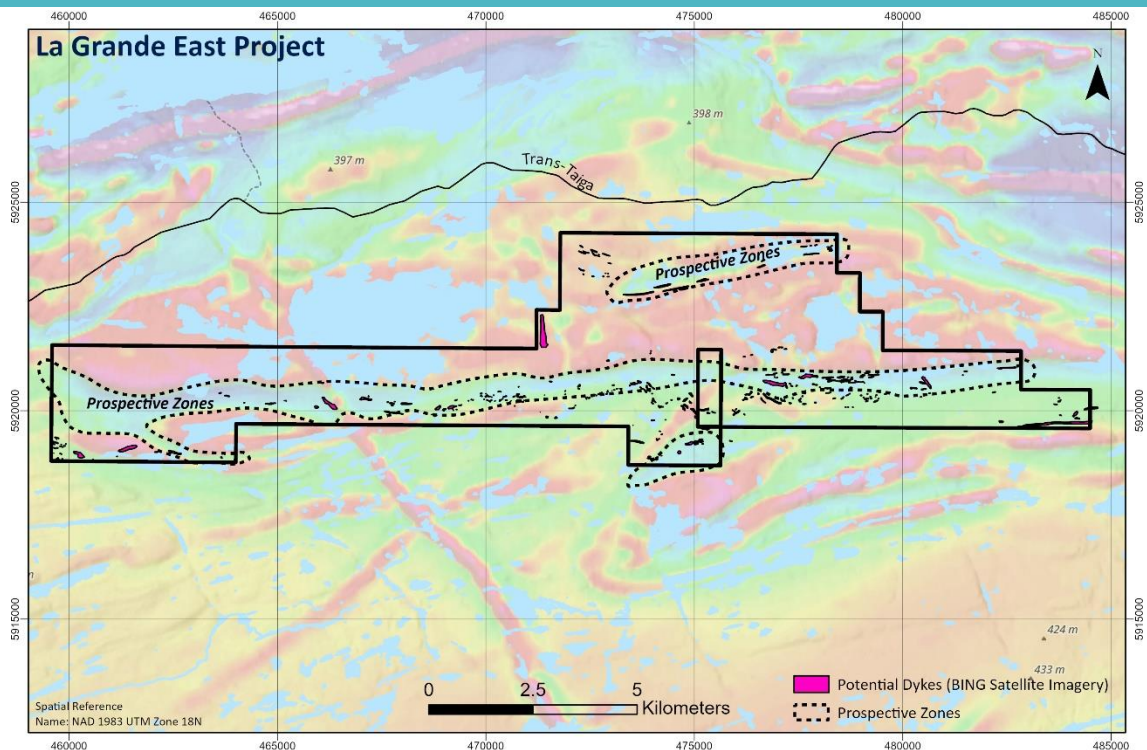 460000 465000 470000 475000 480000 485000
La Grande East Project
N
398 m
397 m
Trans-Taiga
5925000 5925000
Prospective Zones
Prospective Zones
5920000 5920000
5915000 5915000
424 m
433 m
0 2.5 5
Kilometers
Potential Dykes (BING Satellite Imagery)
Prospective Zones
Spatial Reference
Name: NAD 1983 UTM Zone 18N
460000 465000 470000 475000 480000 485000